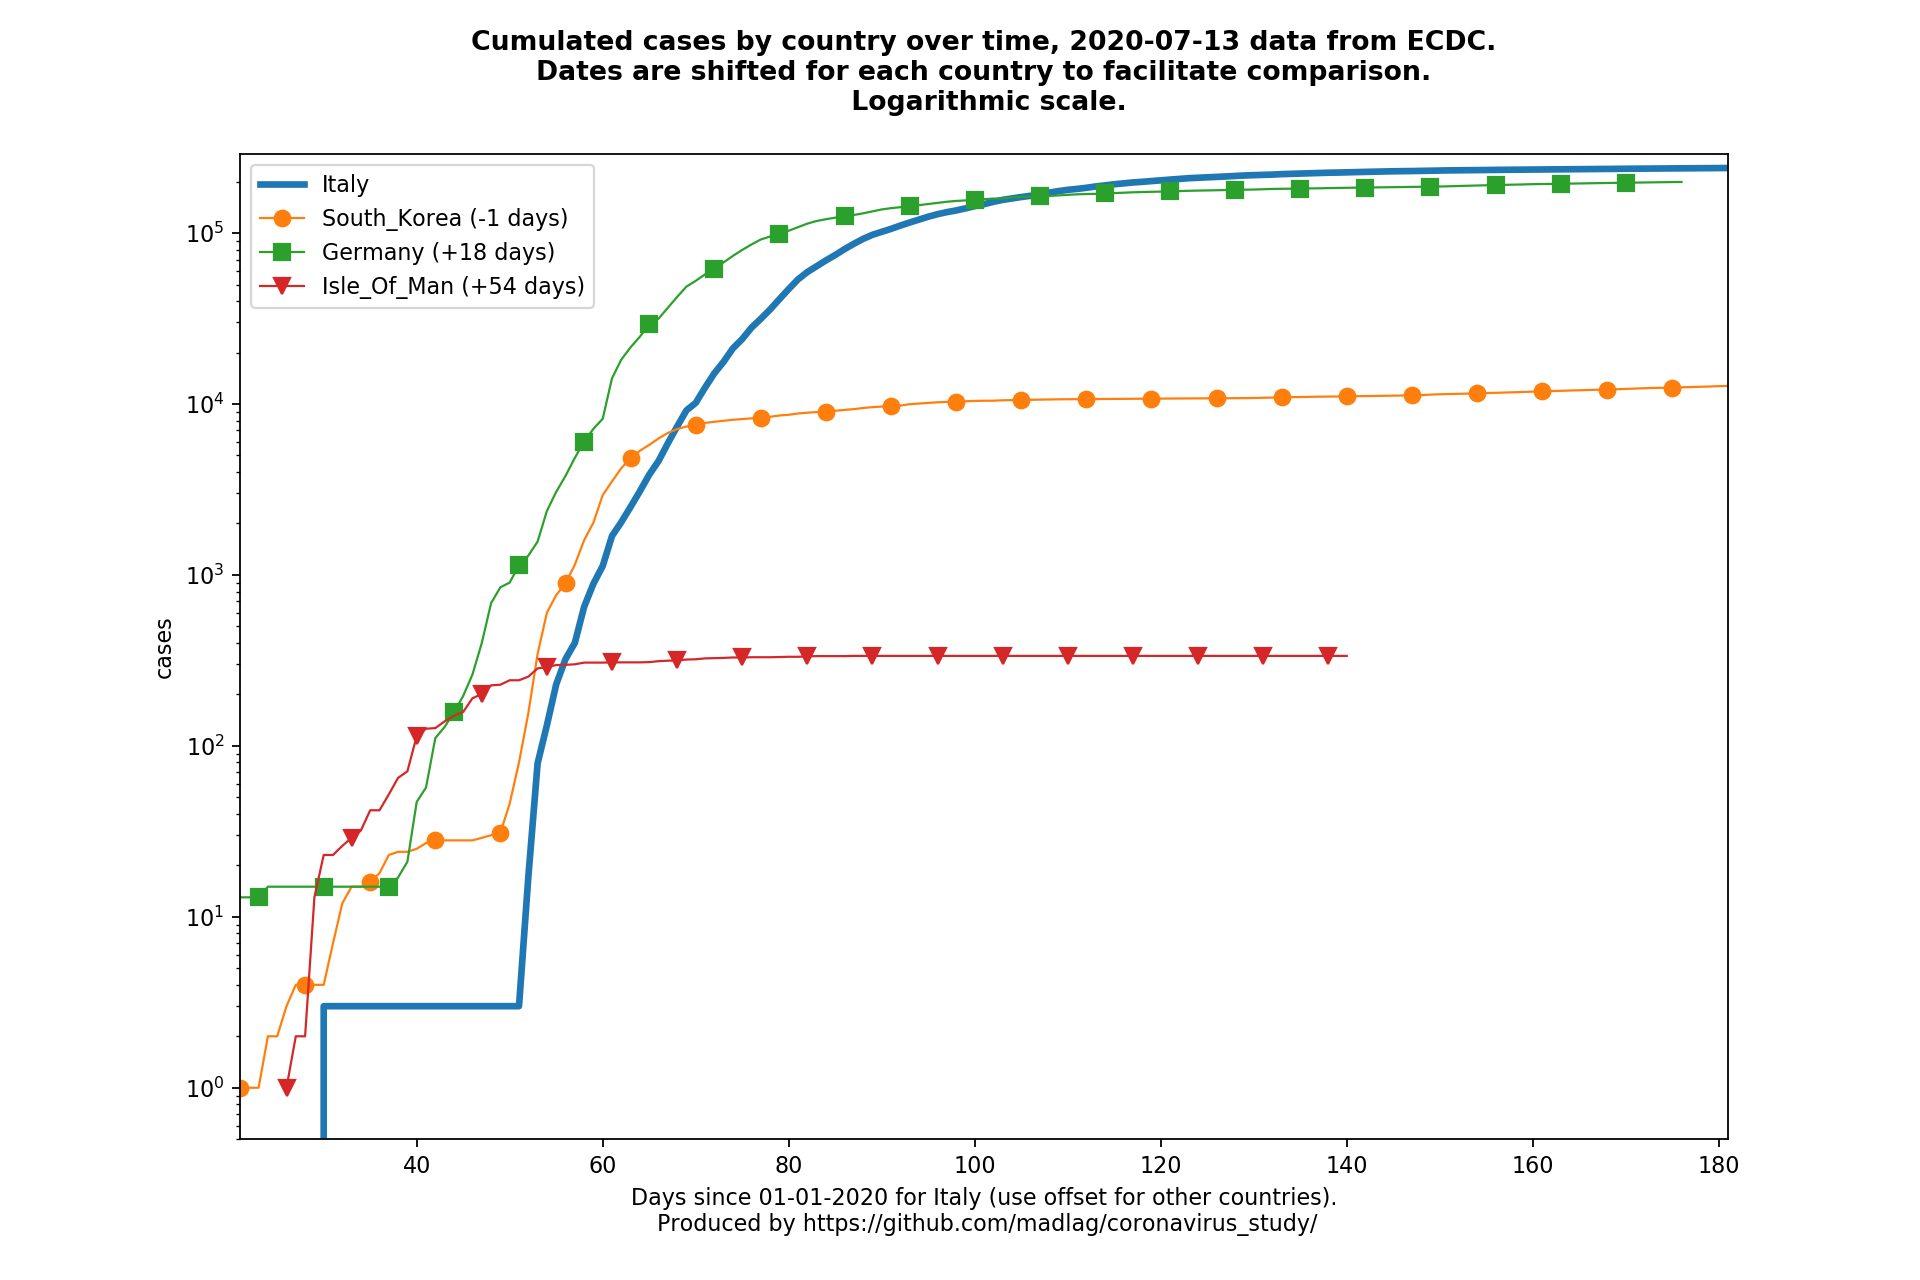 Cumulated cases by country over time, 2020-07-13 data from ECDC.
Dates are shifted for each country to facilitate comparison.
Logarithmic scale.
Italy
South_Korea (-1 days)
Germany (+18 days)
Isle_Of_Man (+54 days)
10^5
10^4
10^3
10^2
10^1
10^0
cases
40 60 80 100 120 140 160 180
Days since 01-01-2020 for Italy (use offset for other countries).
Produced by https://github.com/madlag/coronavirus_study/